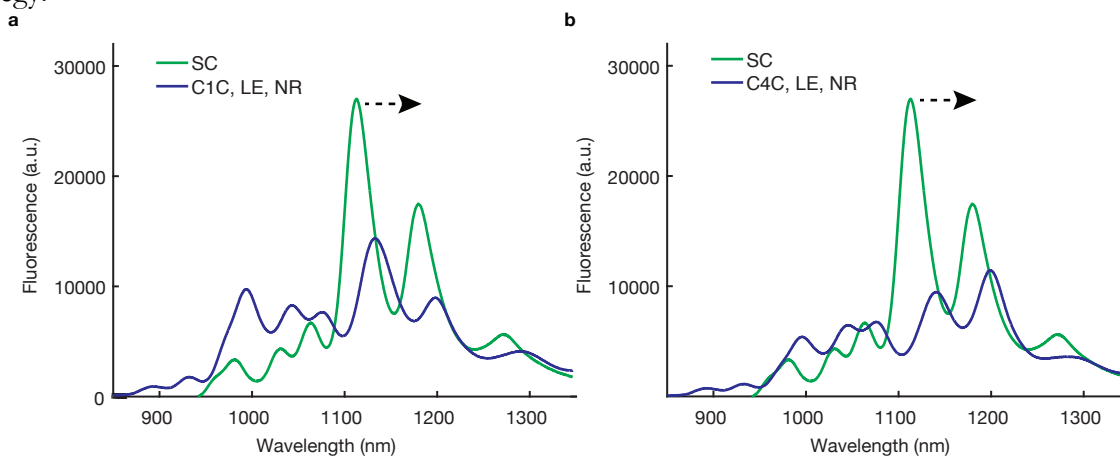 egy.
a
b
30000
SC
C1C, LE, NR
20000
10000
0
900
1000
1100
1200
1300
Fluorescence (a.u.)
Wavelength (nm)
30000
SC
C4C, LE, NR
20000
10000
900
1000
1100
1200
1300
Fluorescence (a.u.)
Wavelength (nm)